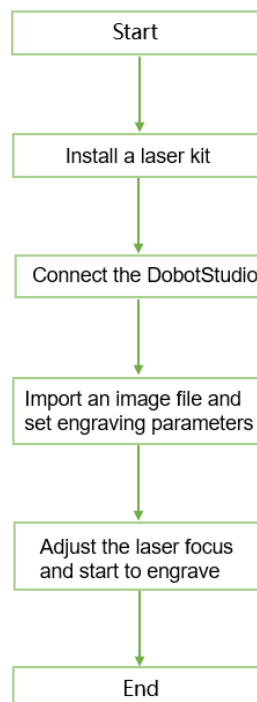 Start
Install a laser kit
Connect the DobotStudio
Import an image file and
set engraving parameters
Adjust the laser focus
and start to engrave
End